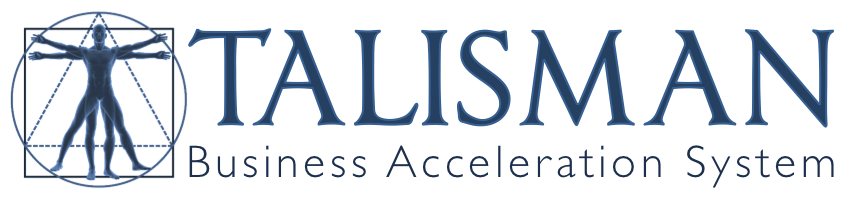 TALISMAN
Business Acceleration System